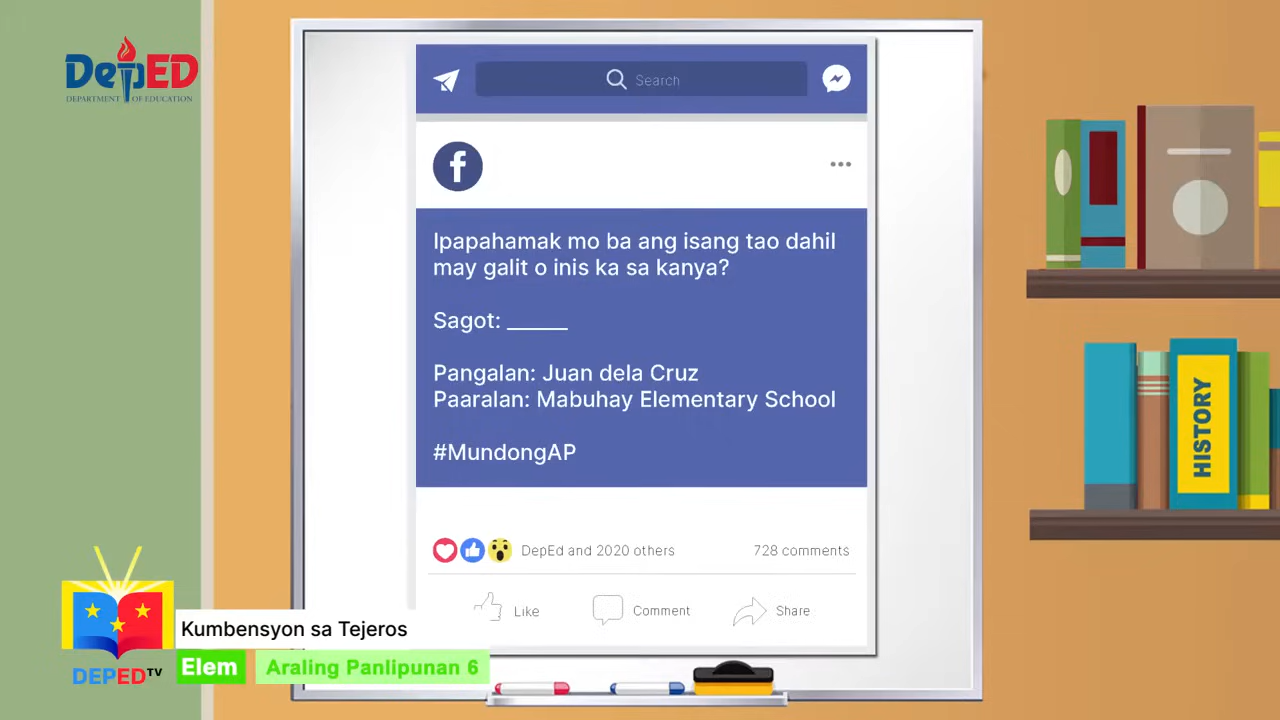 DepED
DEPARTMENT OF EDUCATION
Search
Ipapahamak mo ba ang isang tao dahil
may galit o inis ka sa kanya?
Sagot: ______
Pangalan: Juan dela Cruz
Paaralan: Mabuhay Elementary School
#MundongAP
DepEd and 2020 others
728 comments
Like
Comment
Share
HISTORY
Kumbensyon sa Tejeros
Elem
Araling Panlipunan 6
DEPED TV